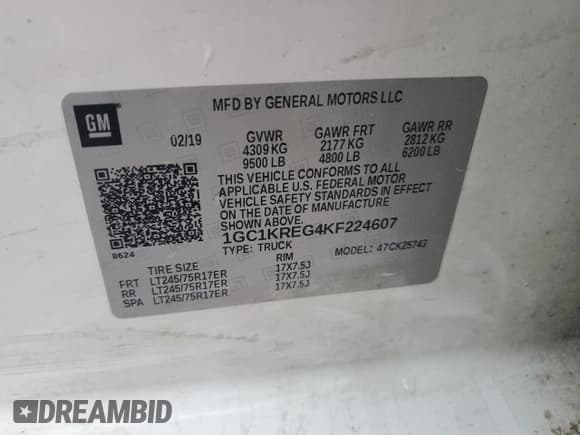 GM
MFD BY GENERAL MOTORS LLC
02/19
GVWR GAWR FRT GAWR RR
4309 KG 2177 KG 2812 KG
9500 LB 4800 LB 6200 LB
THIS VEHICLE CONFORMS TO ALL
APPLICABLE U.S. FEDERAL MOTOR
VEHICLE SAFETY STANDARDS IN EFFECT
ON THE DATE OF MANUFACTURE
SHOWN ABOVE.
1GC1KREG4KF224607
8624
TYPE: TRUCK MODEL: 47CK25743
TIRE SIZE RIM
FRT LT245/75R17ER 17X7.5J
RR LT245/75R17ER 17X7.5J
SPA LT245/75R17ER 17X7.5J
DREAMBID